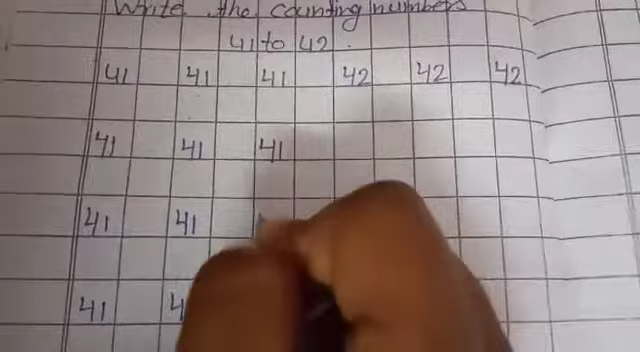 Write the counting numbers
41 to 42.
41 41 41 42 42 42
41 41 41
41 41
41